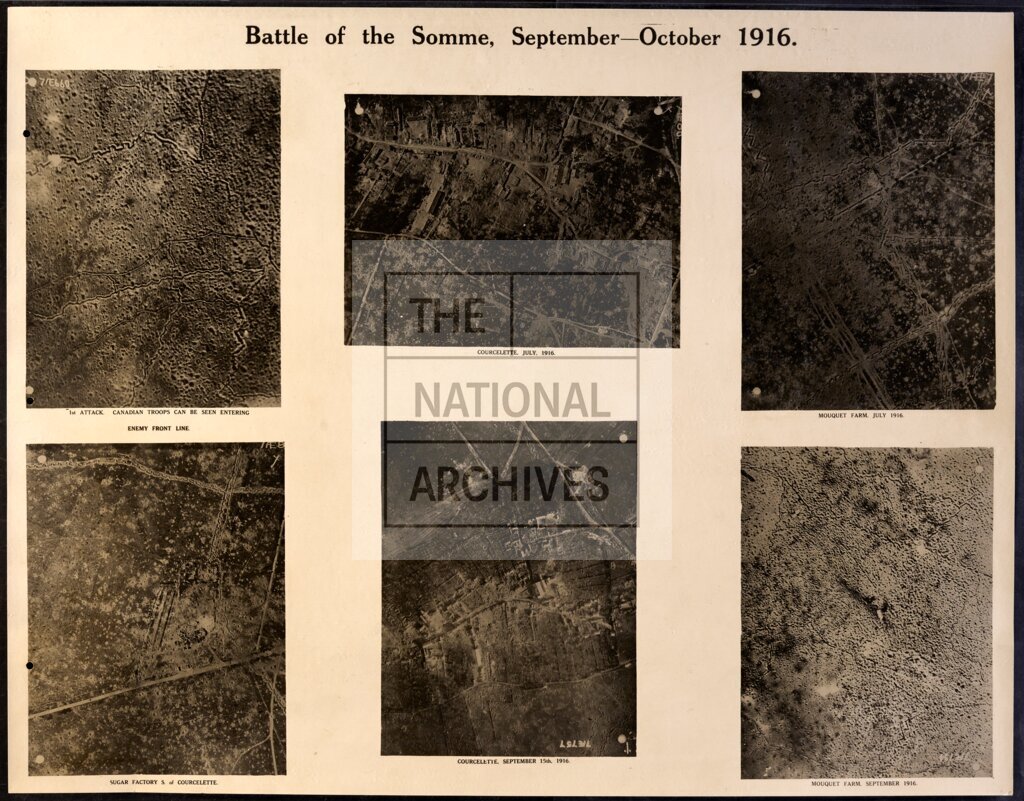 Battle of the Somme, September—October 1916.
7/E660
1st ATTACK. CANADIAN TROOPS CAN BE SEEN ENTERING
ENEMY FRONT LINE.
COURCELETTE, JULY, 1916.
MOUQUET FARM, JULY 1916.
THE
NATIONAL
ARCHIVES
SUGAR FACTORY S. of COURCELETTE.
COURCELETTE, SEPTEMBER 15th, 1916.
MOUQUET FARM, SEPTEMBER 1916.